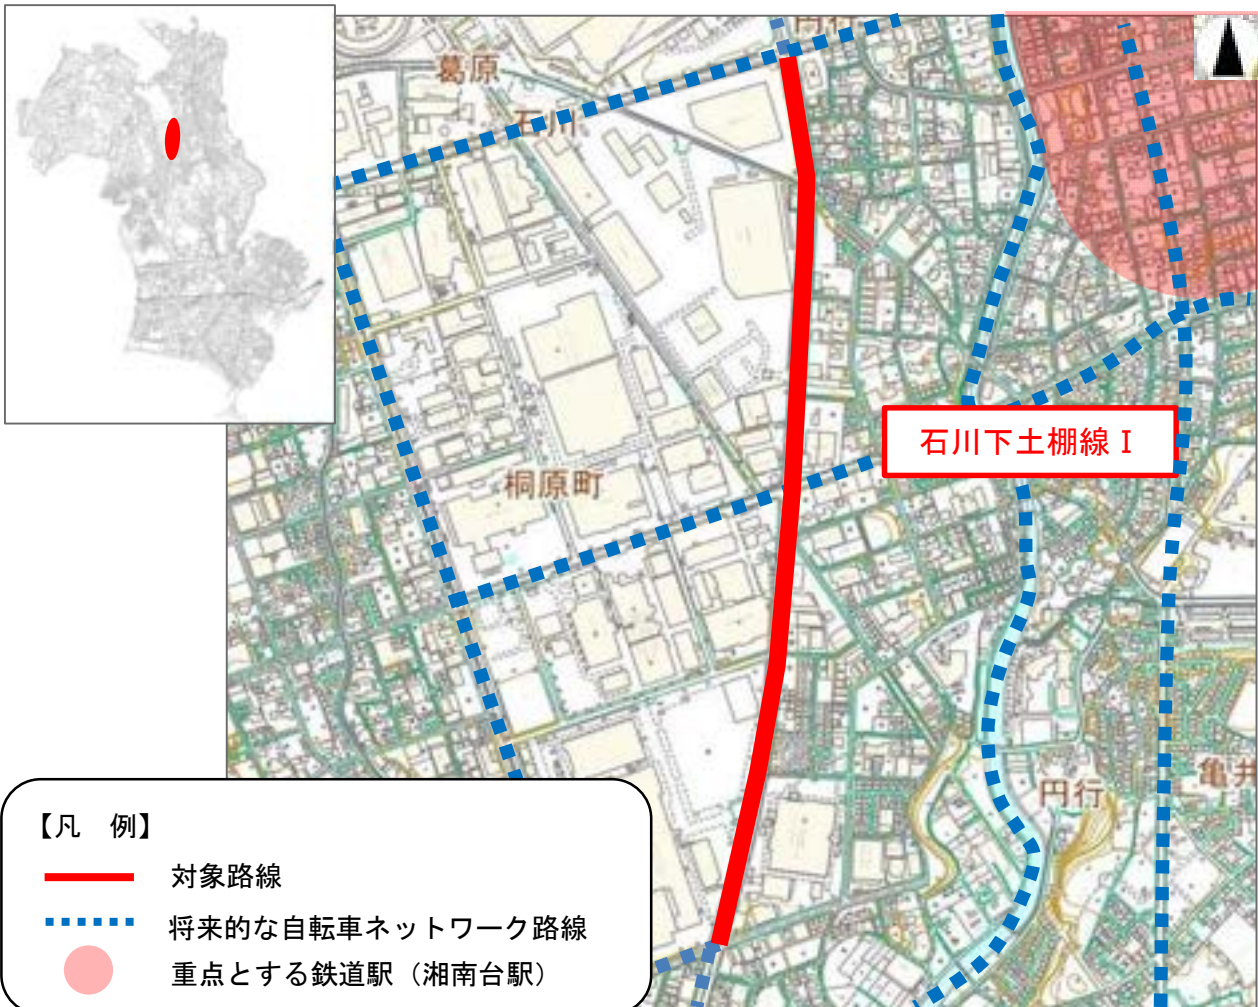 円行
葛原
石川
石川下土棚線Ⅰ
桐原町
円行
亀井
【凡　例】
対象路線
将来的な自転車ネットワーク路線
重点とする鉄道駅（湘南台駅）